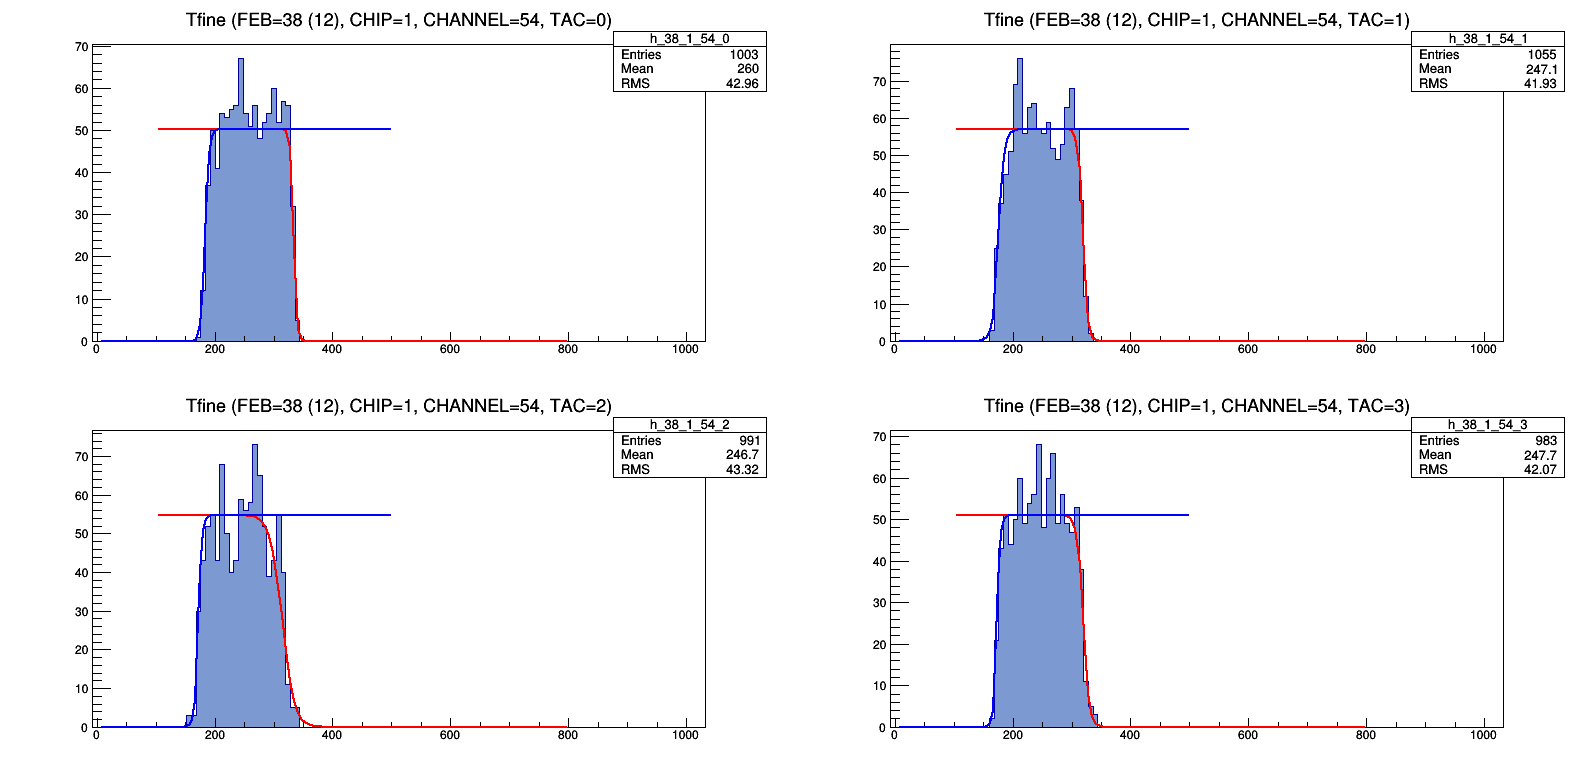 Tfine (FEB=38 (12), CHIP=1, CHANNEL=54, TAC=0)
h_38_1_54_0
Entries 1003
Mean 260
RMS 42.96
70
60
50
40
30
20
10
0
0 200 400 600 800 1000
Tfine (FEB=38 (12), CHIP=1, CHANNEL=54, TAC=1)
h_38_1_54_1
Entries 1055
Mean 247.1
RMS 41.93
70
60
50
40
30
20
10
0
0 200 400 600 800 1000
Tfine (FEB=38 (12), CHIP=1, CHANNEL=54, TAC=2)
h_38_1_54_2
Entries 991
Mean 246.7
RMS 43.32
70
60
50
40
30
20
10
0
0 200 400 600 800 1000
Tfine (FEB=38 (12), CHIP=1, CHANNEL=54, TAC=3)
h_38_1_54_3
Entries 983
Mean 247.7
RMS 42.07
70
60
50
40
30
20
10
0
0 200 400 600 800 1000